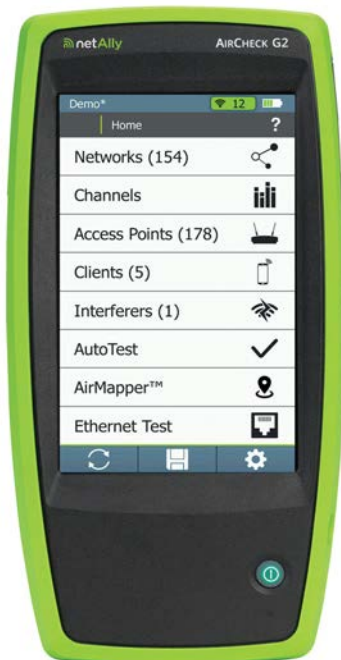 netAlly AIRCHECK G2
Demo* 12
Home ?
Networks (154)
Channels
Access Points (178)
Clients (5)
Interferers (1)
AutoTest
AirMapper™
Ethernet Test